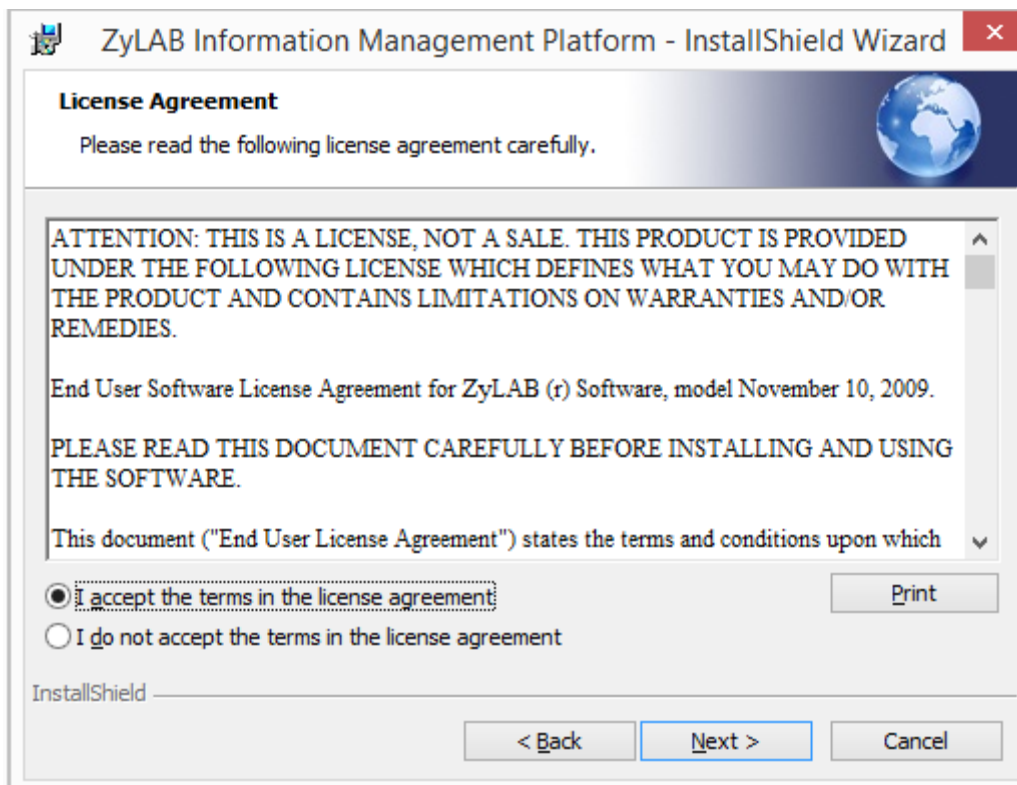 ZyLAB Information Management Platform - InstallShield Wizard
License Agreement
Please read the following license agreement carefully.
ATTENTION: THIS IS A LICENSE, NOT A SALE. THIS PRODUCT IS PROVIDED
UNDER THE FOLLOWING LICENSE WHICH DEFINES WHAT YOU MAY DO WITH
THE PRODUCT AND CONTAINS LIMITATIONS ON WARRANTIES AND/OR
REMEDIES.
End User Software License Agreement for ZyLAB (r) Software, model November 10, 2009.
PLEASE READ THIS DOCUMENT CAREFULLY BEFORE INSTALLING AND USING
THE SOFTWARE.
This document ("End User License Agreement") states the terms and conditions upon which
I accept the terms in the license agreement
Print
I do not accept the terms in the license agreement
InstallShield
< Back
Next >
Cancel